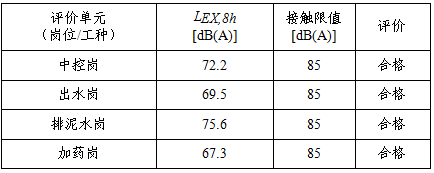 评价单元 LEX,8h 接触限值 评价
（岗位/工种） [dB(A)] [dB(A)]
中控岗 72.2 85 合格
出水岗 69.5 85 合格
排泥水岗 75.6 85 合格
加药岗 67.3 85 合格